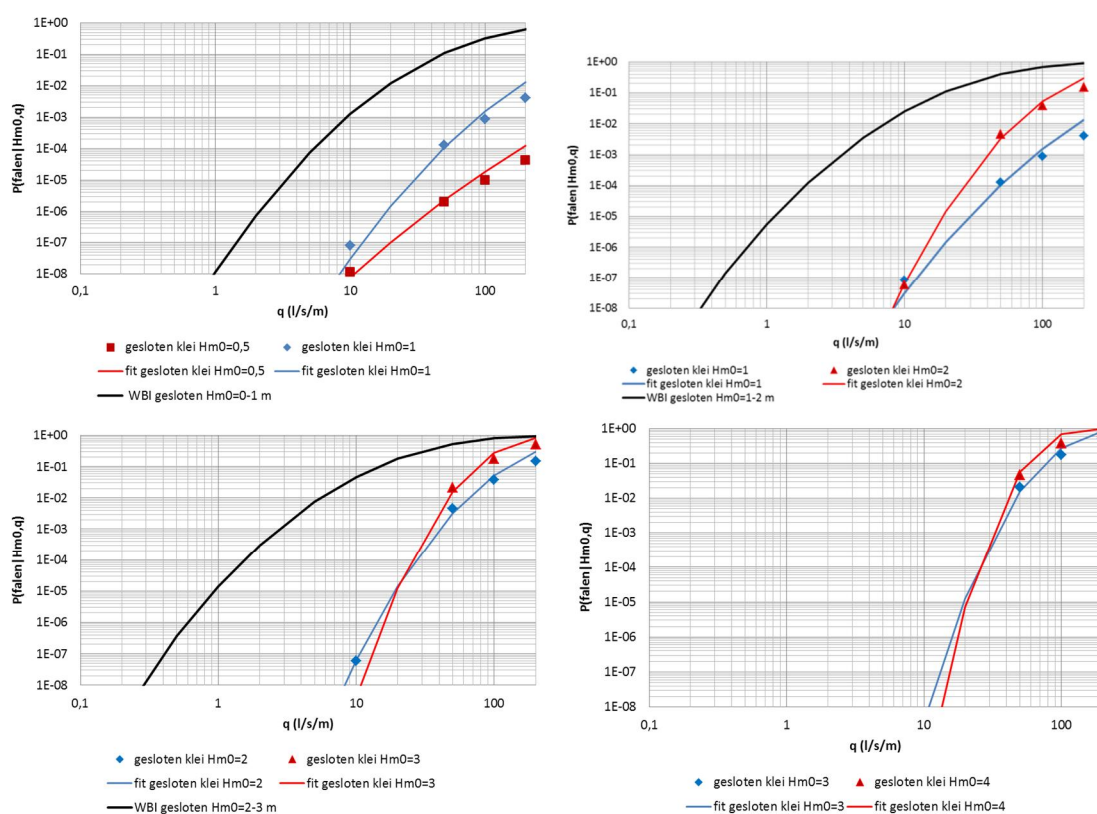 1E+00
1E-01
1E-02
1E-03
1E-04
1E-05
1E-06
1E-07
1E-08
P(falen|Hm0,q)
0,1 1 10 100
q (l/s/m)
gesloten klei Hm0=0,5 gesloten klei Hm0=1
fit gesloten klei Hm0=0,5 fit gesloten klei Hm0=1
WBI gesloten Hm0=0-1 m
1E+00
1E-01
1E-02
1E-03
1E-04
1E-05
1E-06
1E-07
1E-08
P(falen|Hm0,q)
0,1 1 10 100
q (l/s/m)
gesloten klei Hm0=1 gesloten klei Hm0=2
fit gesloten klei Hm0=1 fit gesloten klei Hm0=2
WBI gesloten Hm0=1-2 m
1E+00
1E-01
1E-02
1E-03
1E-04
1E-05
1E-06
1E-07
1E-08
P(falen|Hm0,q)
0,1 1 10 100
q (l/s/m)
gesloten klei Hm0=2 gesloten klei Hm0=3
fit gesloten klei Hm0=2 fit gesloten klei Hm0=3
WBI gesloten Hm0=2-3 m
1E+00
1E-01
1E-02
1E-03
1E-04
1E-05
1E-06
1E-07
1E-08
P(falen|Hm0,q)
0,1 1 10 100
q (l/s/m)
gesloten klei Hm0=3 gesloten klei Hm0=4
fit gesloten klei Hm0=3 fit gesloten klei Hm0=4